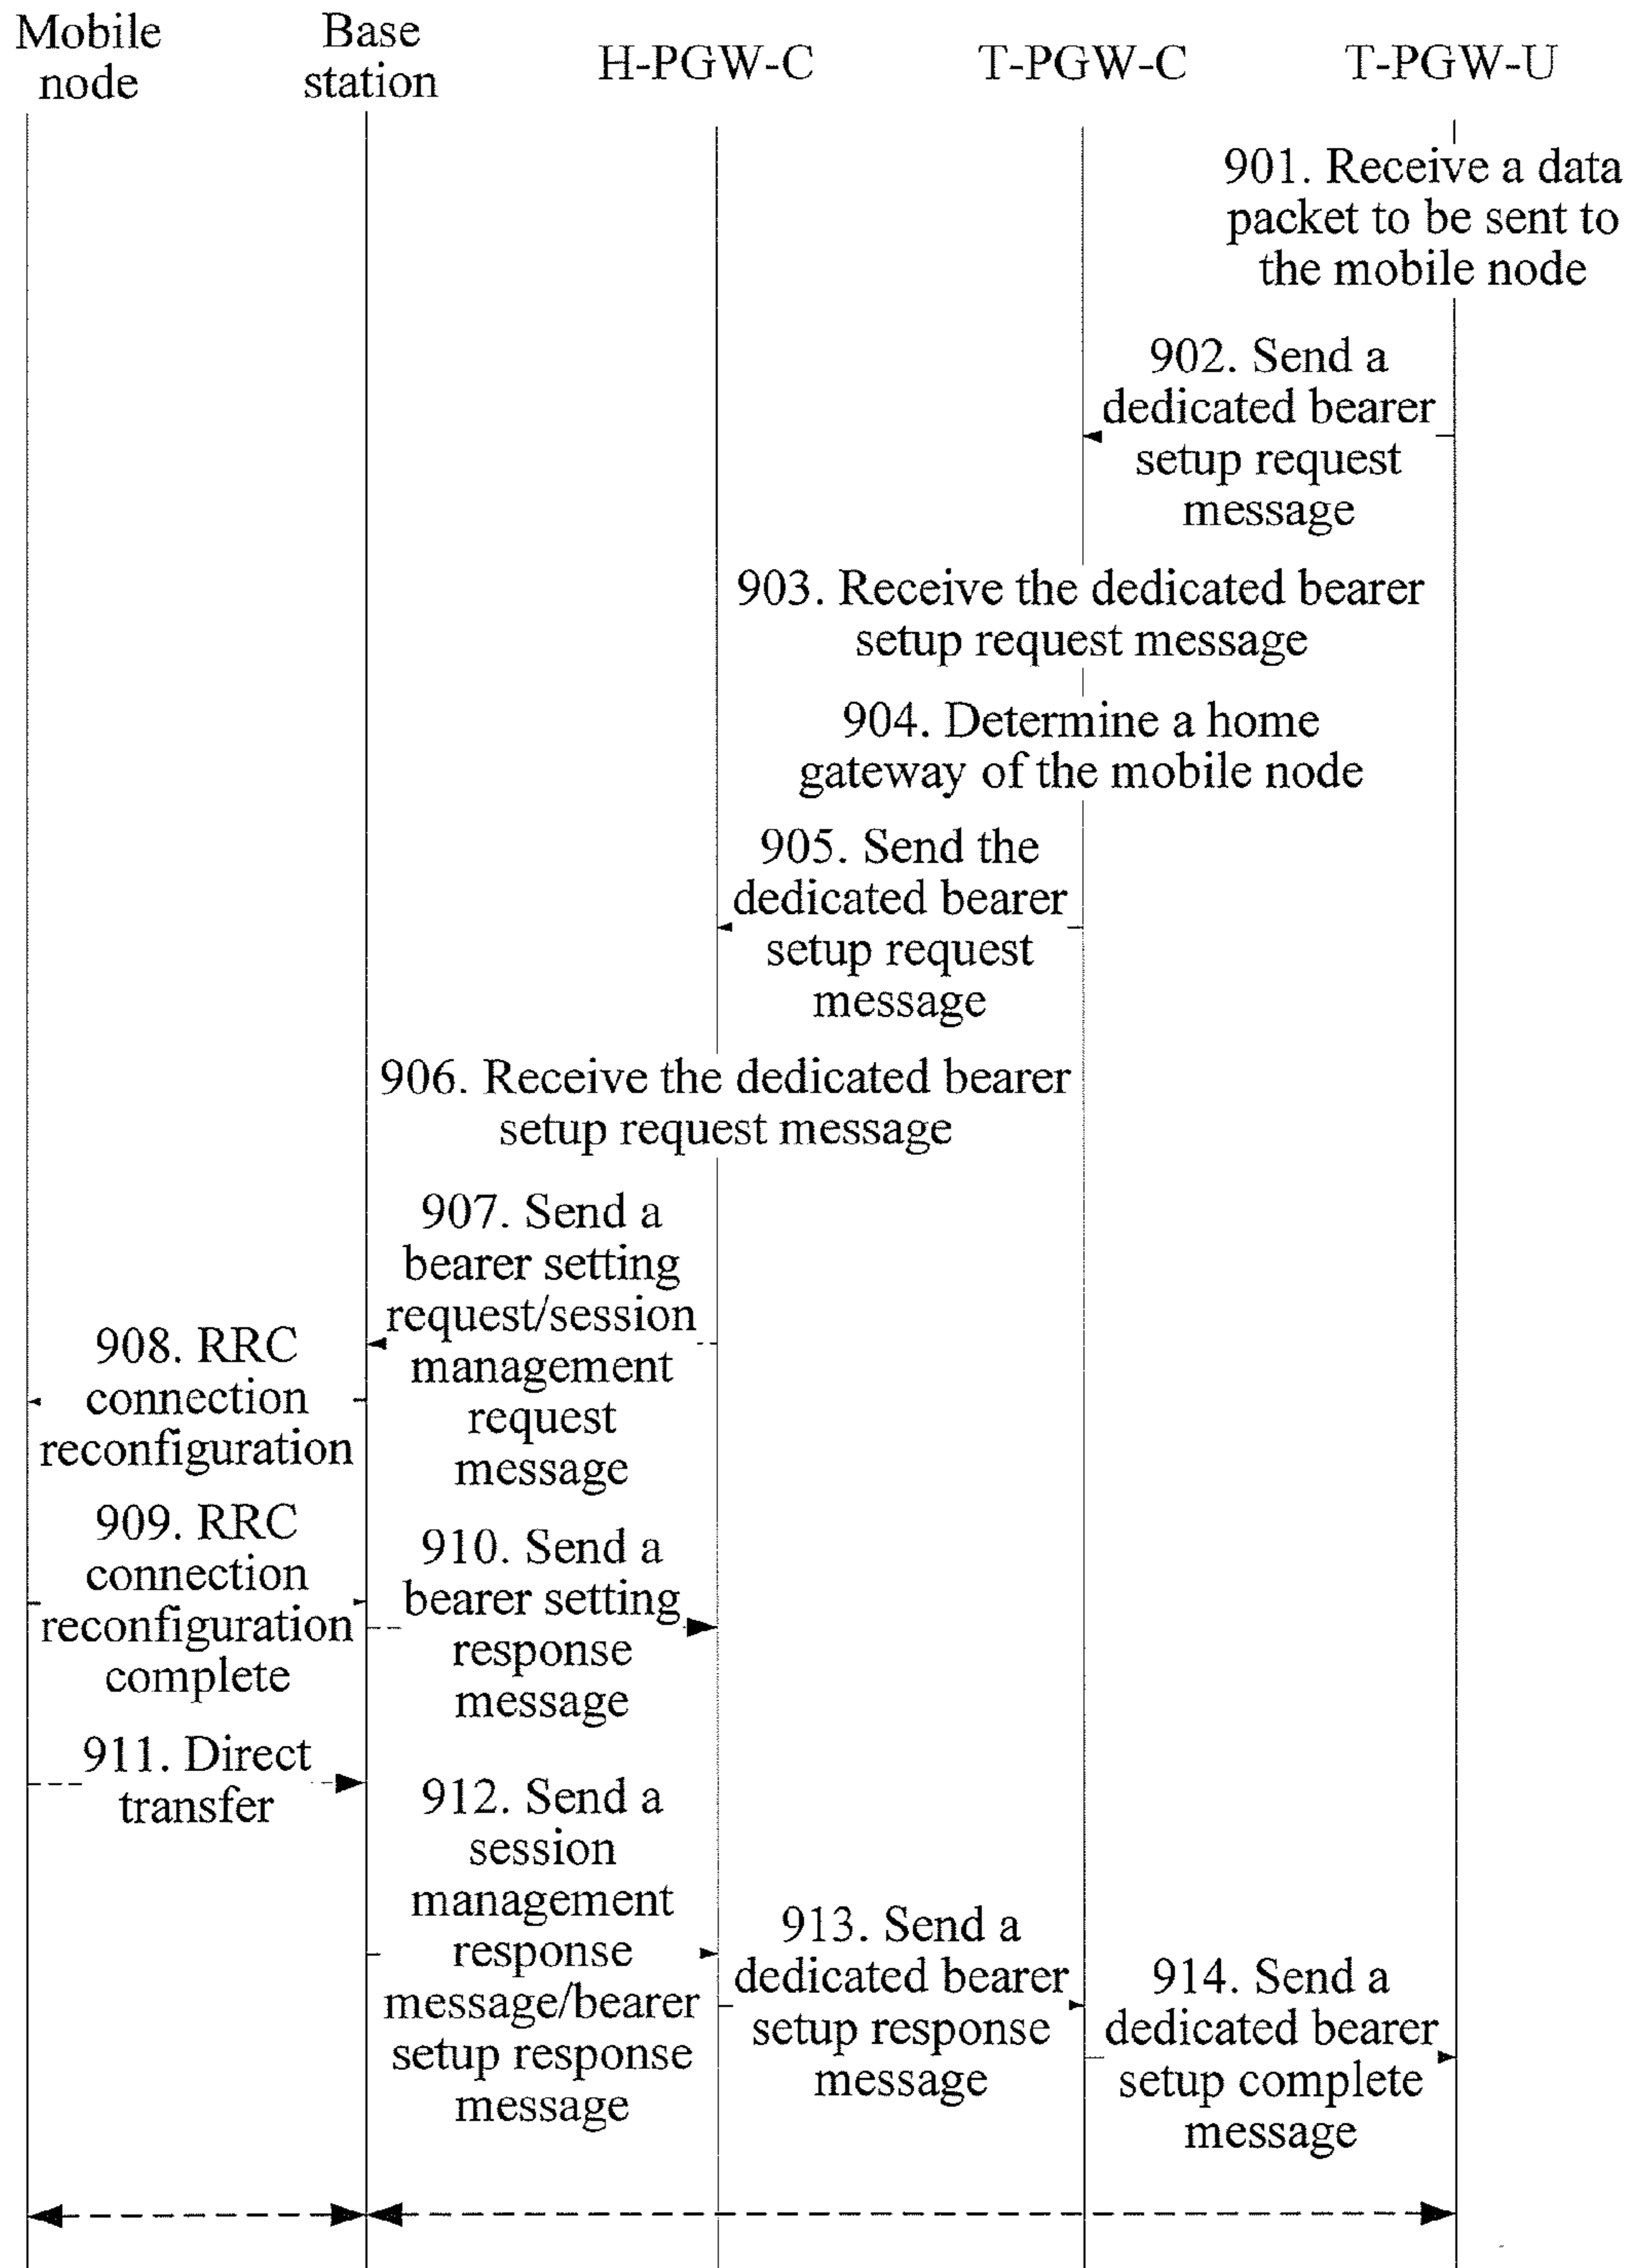 Mobile
node
Base
station
H-PGW-C
T-PGW-C
T-PGW-U
901. Receive a data
packet to be sent to
the mobile node
902. Send a
dedicated bearer
setup request
message
903. Receive the dedicated bearer
setup request message
904. Determine a home
gateway of the mobile node
905. Send the
dedicated bearer
setup request
message
906. Receive the dedicated bearer
setup request message
907. Send a
bearer setting
request/session
management
request
message
908. RRC
connection
reconfiguration
909. RRC
connection
reconfiguration
complete
910. Send a
bearer setting
response
message
911. Direct
transfer
912. Send a
session
management
response
message/bearer
setup response
message
913. Send a
dedicated bearer
setup response
message
914. Send a
dedicated bearer
setup complete
message